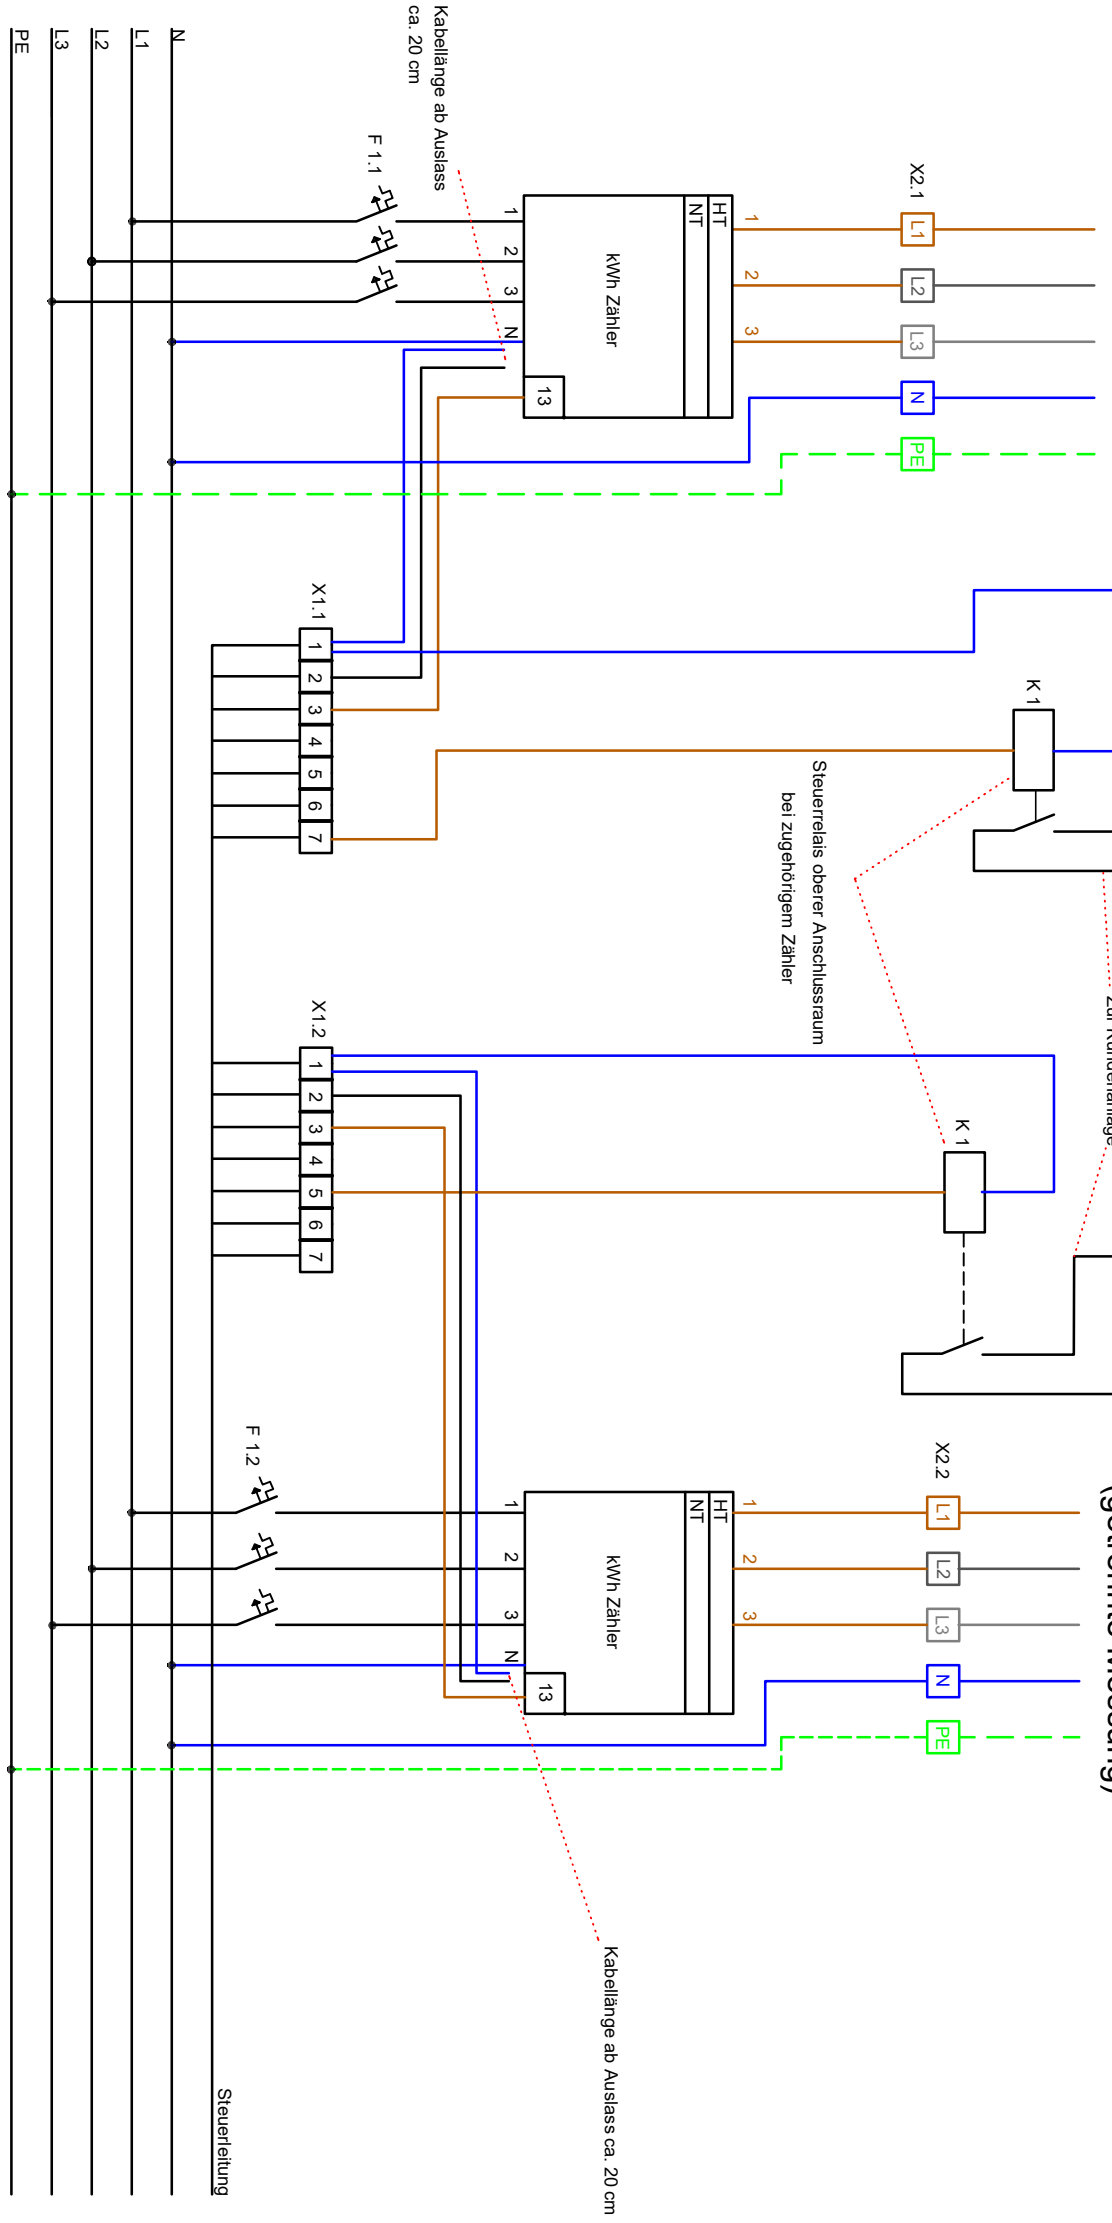 (getrennte Messung)
zur Kundenanlage
X2.1
L1
L2
L3
N
PE
K 1
K 1
X2.2
L1
L2
L3
N
PE
Steuerrelais oberer Anschlussraum
bei zugehörigem Zähler
1
2
3
HT
NT
kWh Zähler
1
2
3
N
13
1
2
3
HT
NT
kWh Zähler
1
2
3
N
13
Kabellänge ab Auslass
ca. 20 cm
Kabellänge ab Auslass ca. 20 cm
F 1.1
X1.1
1
2
3
4
5
6
7
X1.2
1
2
3
4
5
6
7
F 1.2
Steuerleitung
N
L1
L2
L3
PE